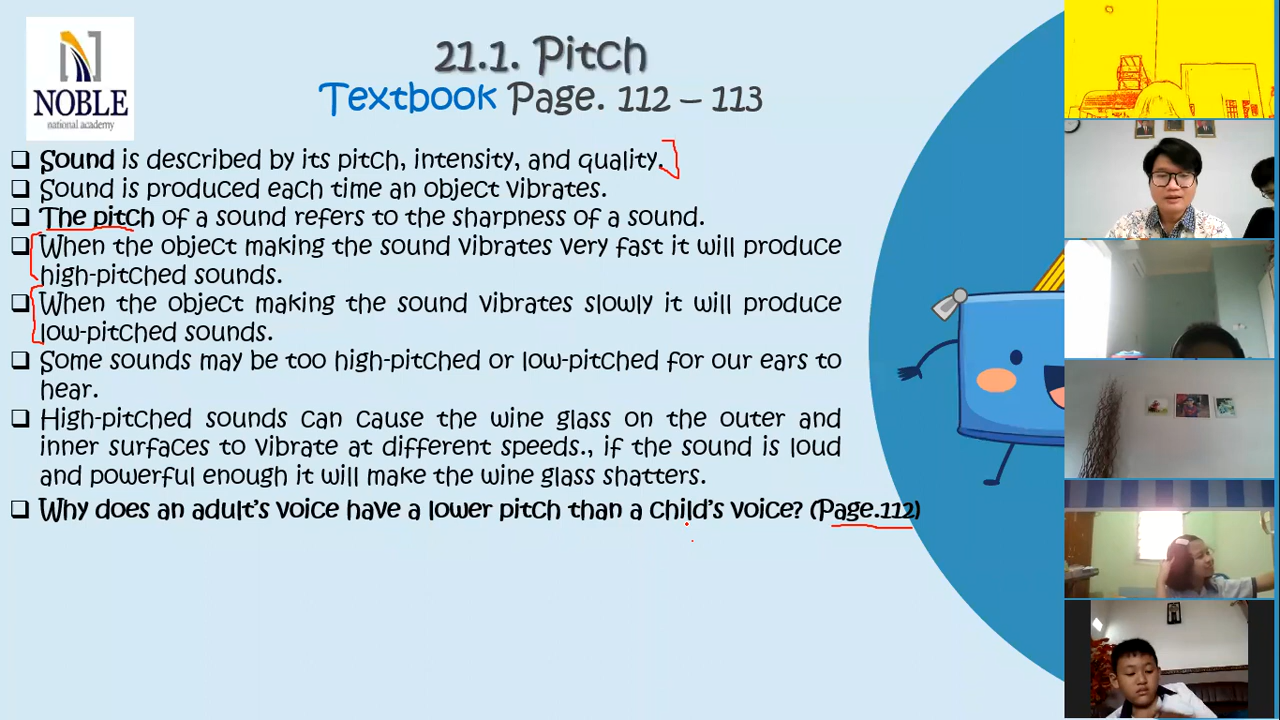 NOBLE
national academy
21.1. Pitch
Textbook Page. 112 – 113
Sound is described by its pitch, intensity, and quality.
Sound is produced each time an object vibrates.
The pitch of a sound refers to the sharpness of a sound.
When the object making the sound vibrates very fast it will produce
high-pitched sounds.
When the object making the sound vibrates slowly it will produce
low-pitched sounds.
Some sounds may be too high-pitched or low-pitched for our ears to
hear.
High-pitched sounds can cause the wine glass on the outer and
inner surfaces to vibrate at different speeds., if the sound is loud
and powerful enough it will make the wine glass shatters.
Why does an adult's voice have a lower pitch than a child's voice? (Page.112)